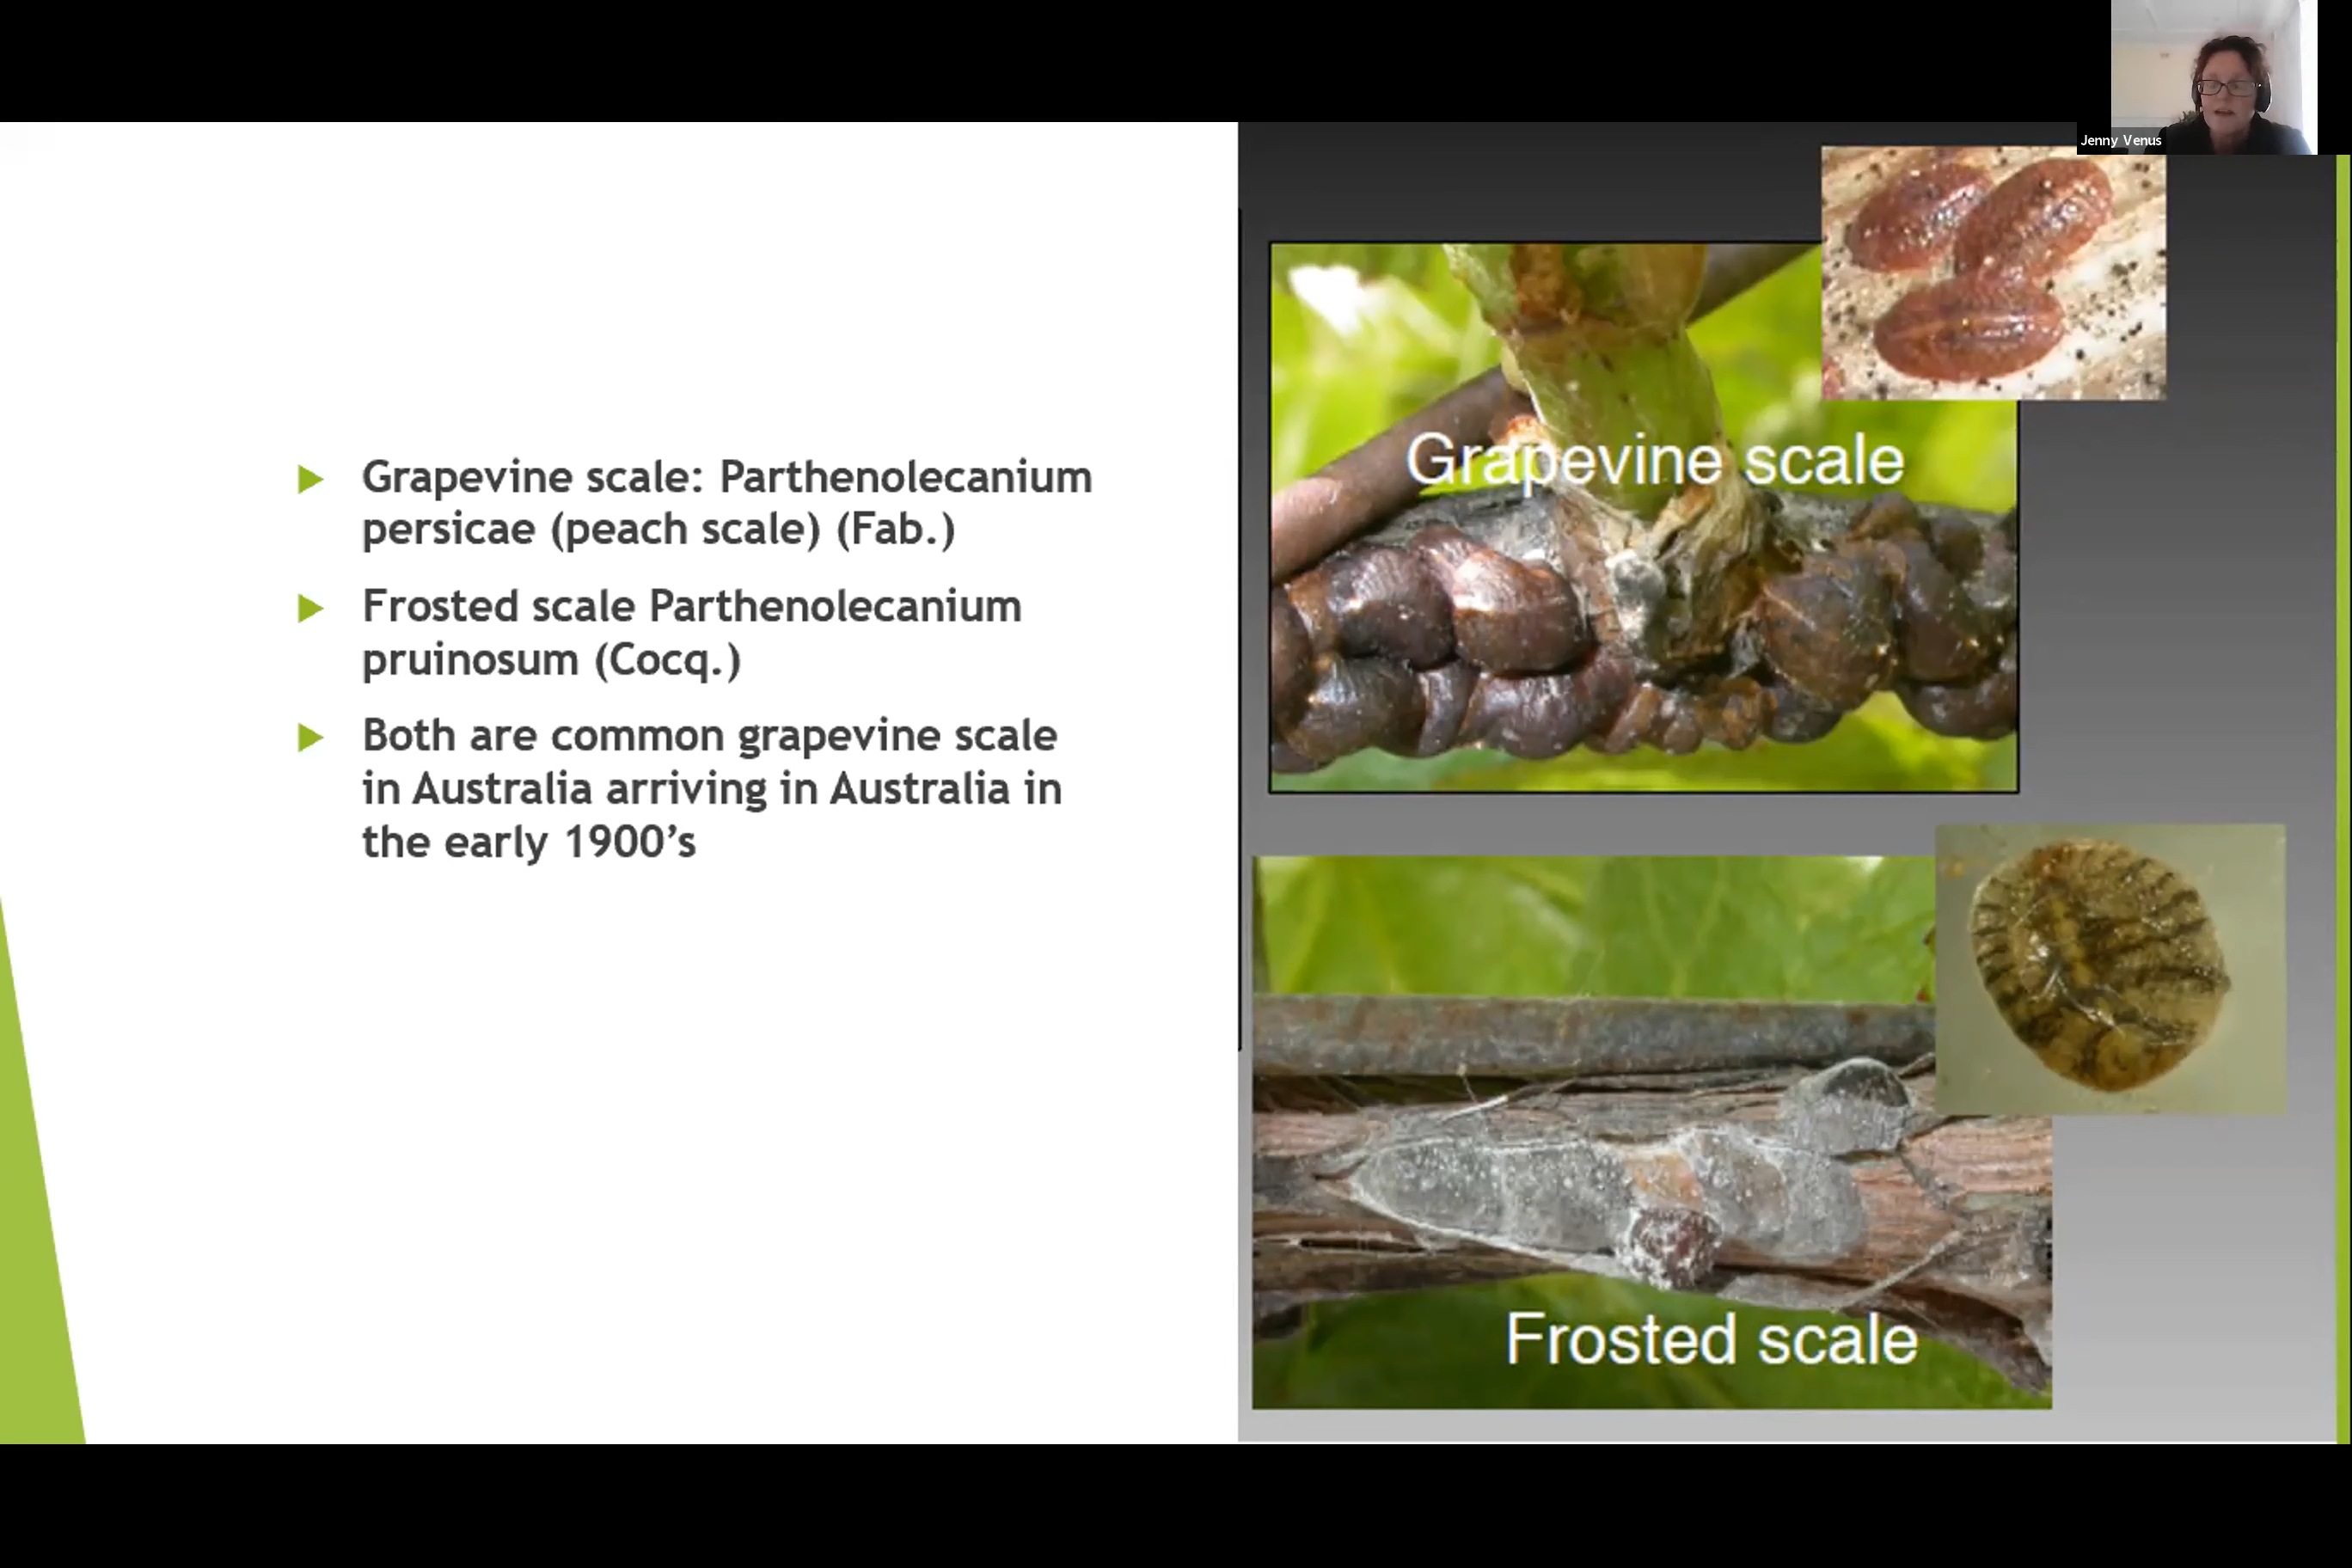 Jenny Venus
Grapevine scale: Parthenolecanium
persicae (peach scale) (Fab.)
Frosted scale Parthenolecanium
pruinosum (Cocq.)
Both are common grapevine scale
in Australia arriving in Australia in
the early 1900’s
Grapevine scale
Frosted scale